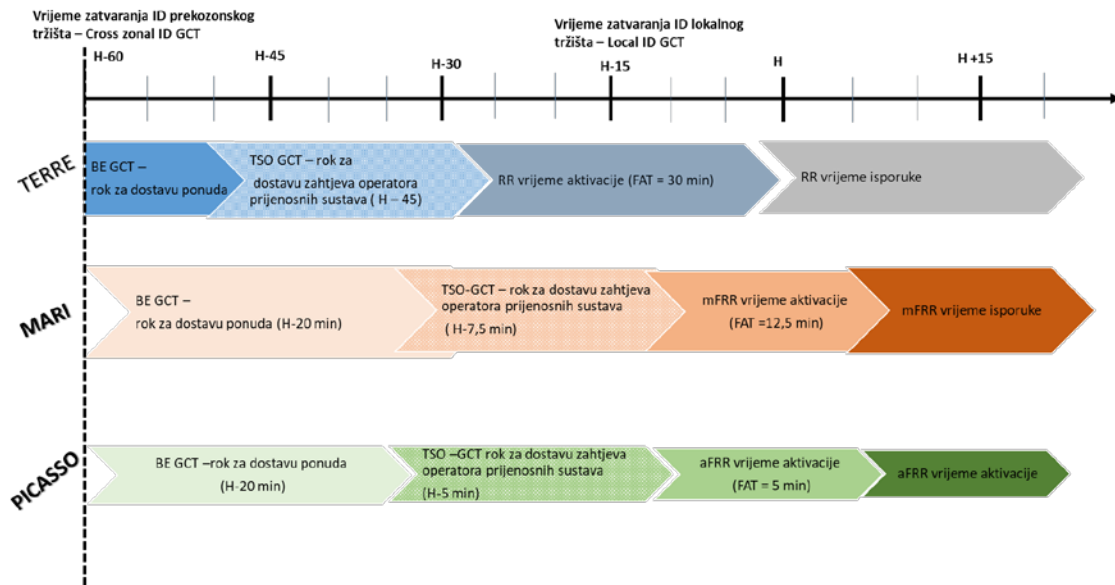 Vrijeme zatvaranja ID prekozonskog
tržišta – Cross zonal ID GCT
Vrijeme zatvaranja ID lokalnog
tržišta – Local ID GCT
H-60
H-45
H-30
H-15
H
H +15
TERRE
BE GCT –
rok za dostavu ponuda
TSO GCT – rok za
dostavu zahtjeva operatora
prijenosnih sustava ( H – 45)
RR vrijeme aktivacije (FAT = 30 min)
RR vrijeme isporuke
MARI
BE GCT –
rok za dostavu ponuda (H-20 min)
TSO-GCT – rok za dostavu zahtjeva
operatora prijenosnih sustava
( H-7,5 min)
mFRR vrijeme aktivacije
(FAT =12,5 min)
mFRR vrijeme isporuke
PICASSO
BE GCT –rok za dostavu ponuda
(H-20 min)
TSO –GCT rok za dostavu zahtjeva
operatora prijenosnih sustava
(H-5 min)
aFRR vrijeme aktivacije
(FAT = 5 min)
aFRR vrijeme aktivacije